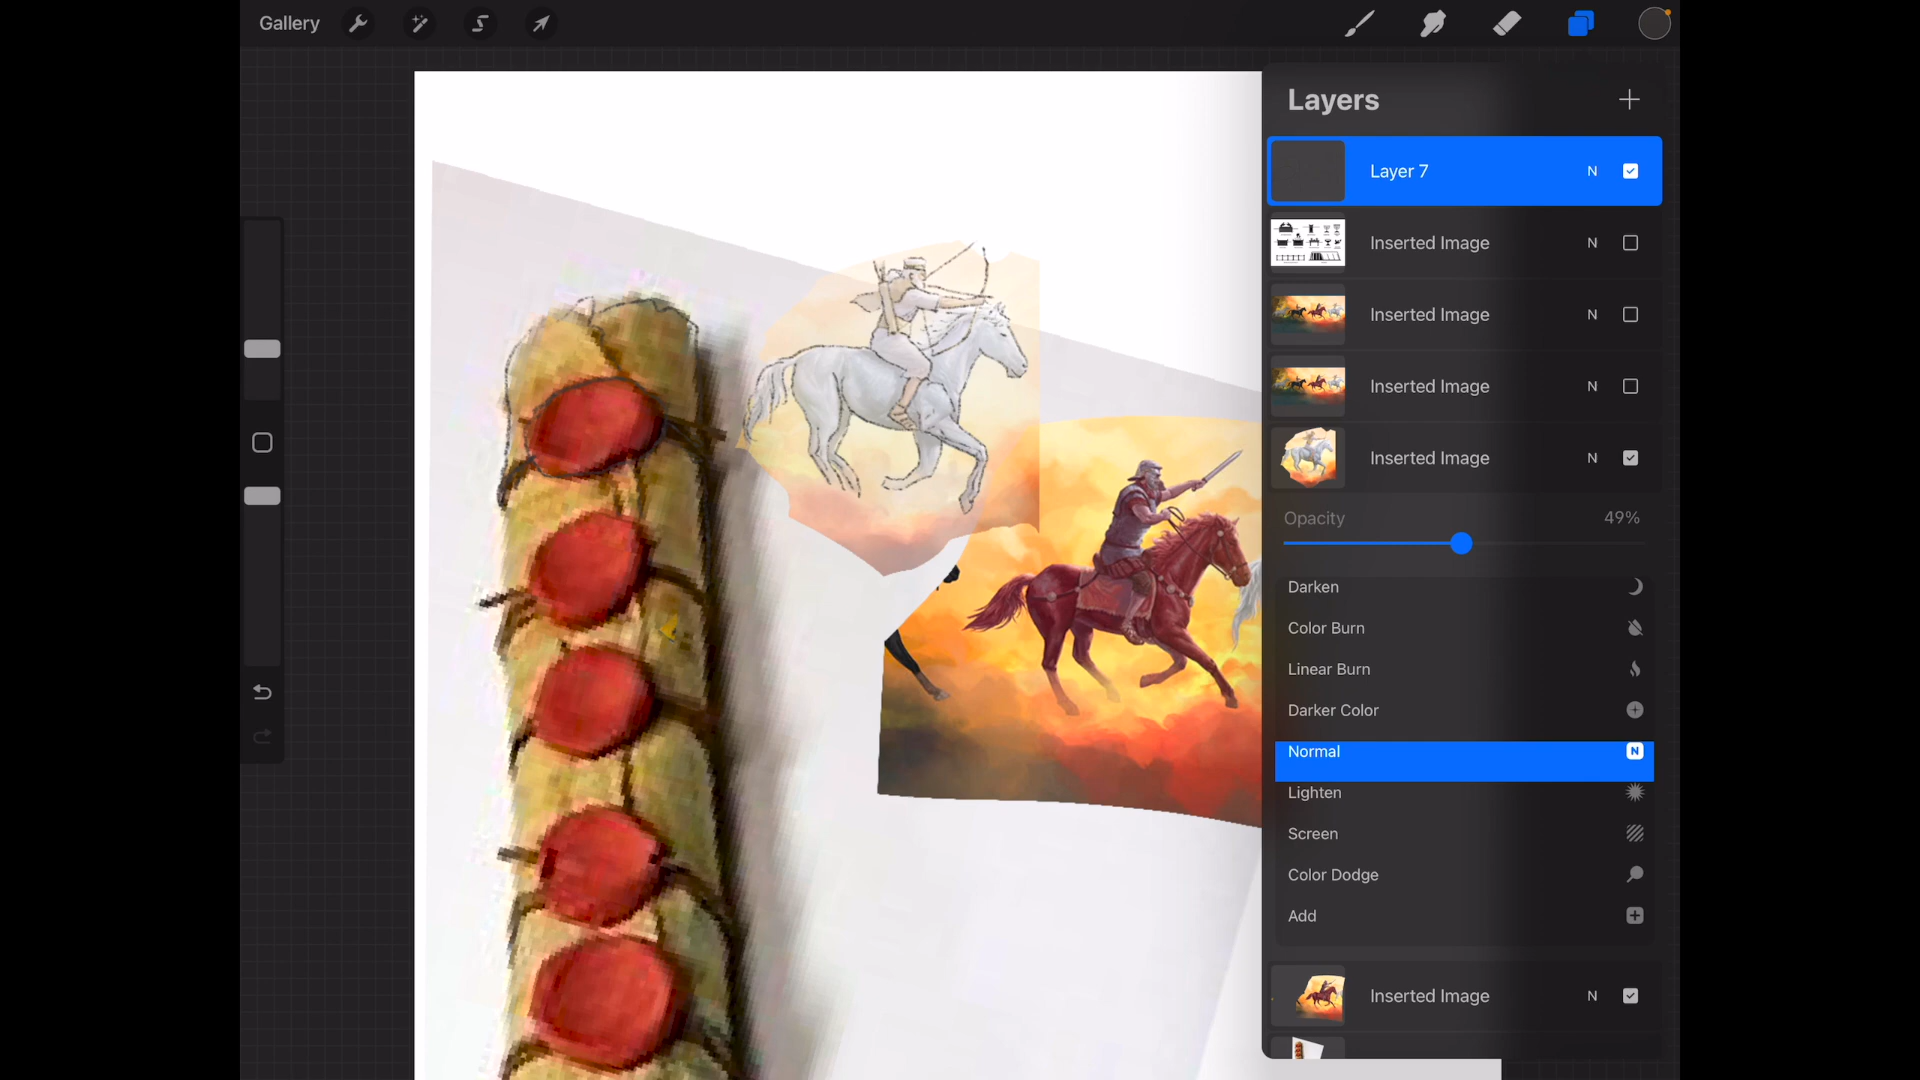 Gallery
Layers
Layer 7 N
Inserted Image N
Inserted Image N
Inserted Image N
Inserted Image N
Opacity 49%
Darken
Color Burn
Linear Burn
Darker Color
Normal N
Lighten
Screen
Color Dodge
Add
Inserted Image N